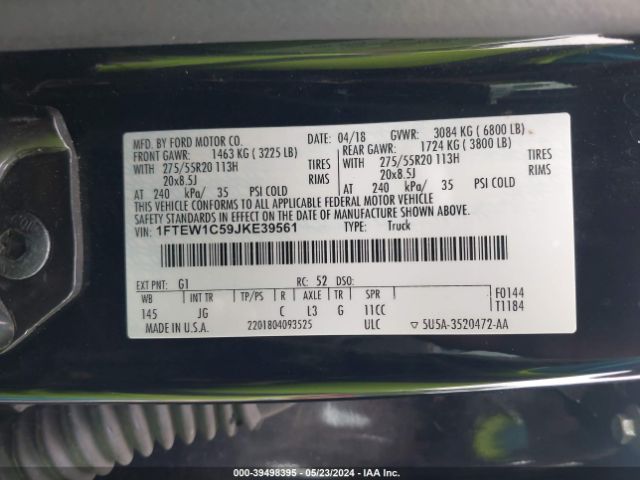 MFD. BY FORD MOTOR CO. DATE: 04/18 GVWR: 3084 KG ( 6800 LB)
FRONT GAWR: 1463 KG ( 3225 LB) REAR GAWR: 1724 KG ( 3800 LB)
WITH 275/55R20 113H TIRES WITH 275/55R20 113H TIRES
20x8.5J RIMS 20x8.5J RIMS
AT 240 kPa/ 35 PSI COLD AT 240 kPa/ 35 PSI COLD
THIS VEHICLE CONFORMS TO ALL APPLICABLE FEDERAL MOTOR VEHICLE
SAFETY AND THEFT PREVENTION STANDARDS IN EFFECT ON THE DATE OF MANUFACTURE SHOWN ABOVE.
VIN: 1FTEW1C59JKE39561 TYPE: Truck
EXT PNT: G1 RC: 52 DSO: F0144
WB INT TR TP/PS R AXLE TR SPR T1184
145 JG C L3 G 11CC
MADE IN U.S.A. 2201804093525 ULC ▽ 5U5A-3520472-AA
000-39498395 - 05/23/2024 - IAA Inc.